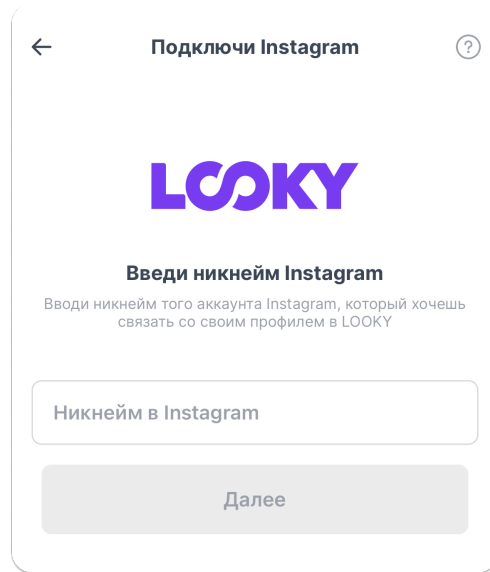 Подключи Instagram
?
LOOKY
Введи никнейм Instagram
Вводи никнейм того аккаунта Instagram, который хочешь
связать со своим профилем в LOOKY
Никнейм в Instagram
Далее